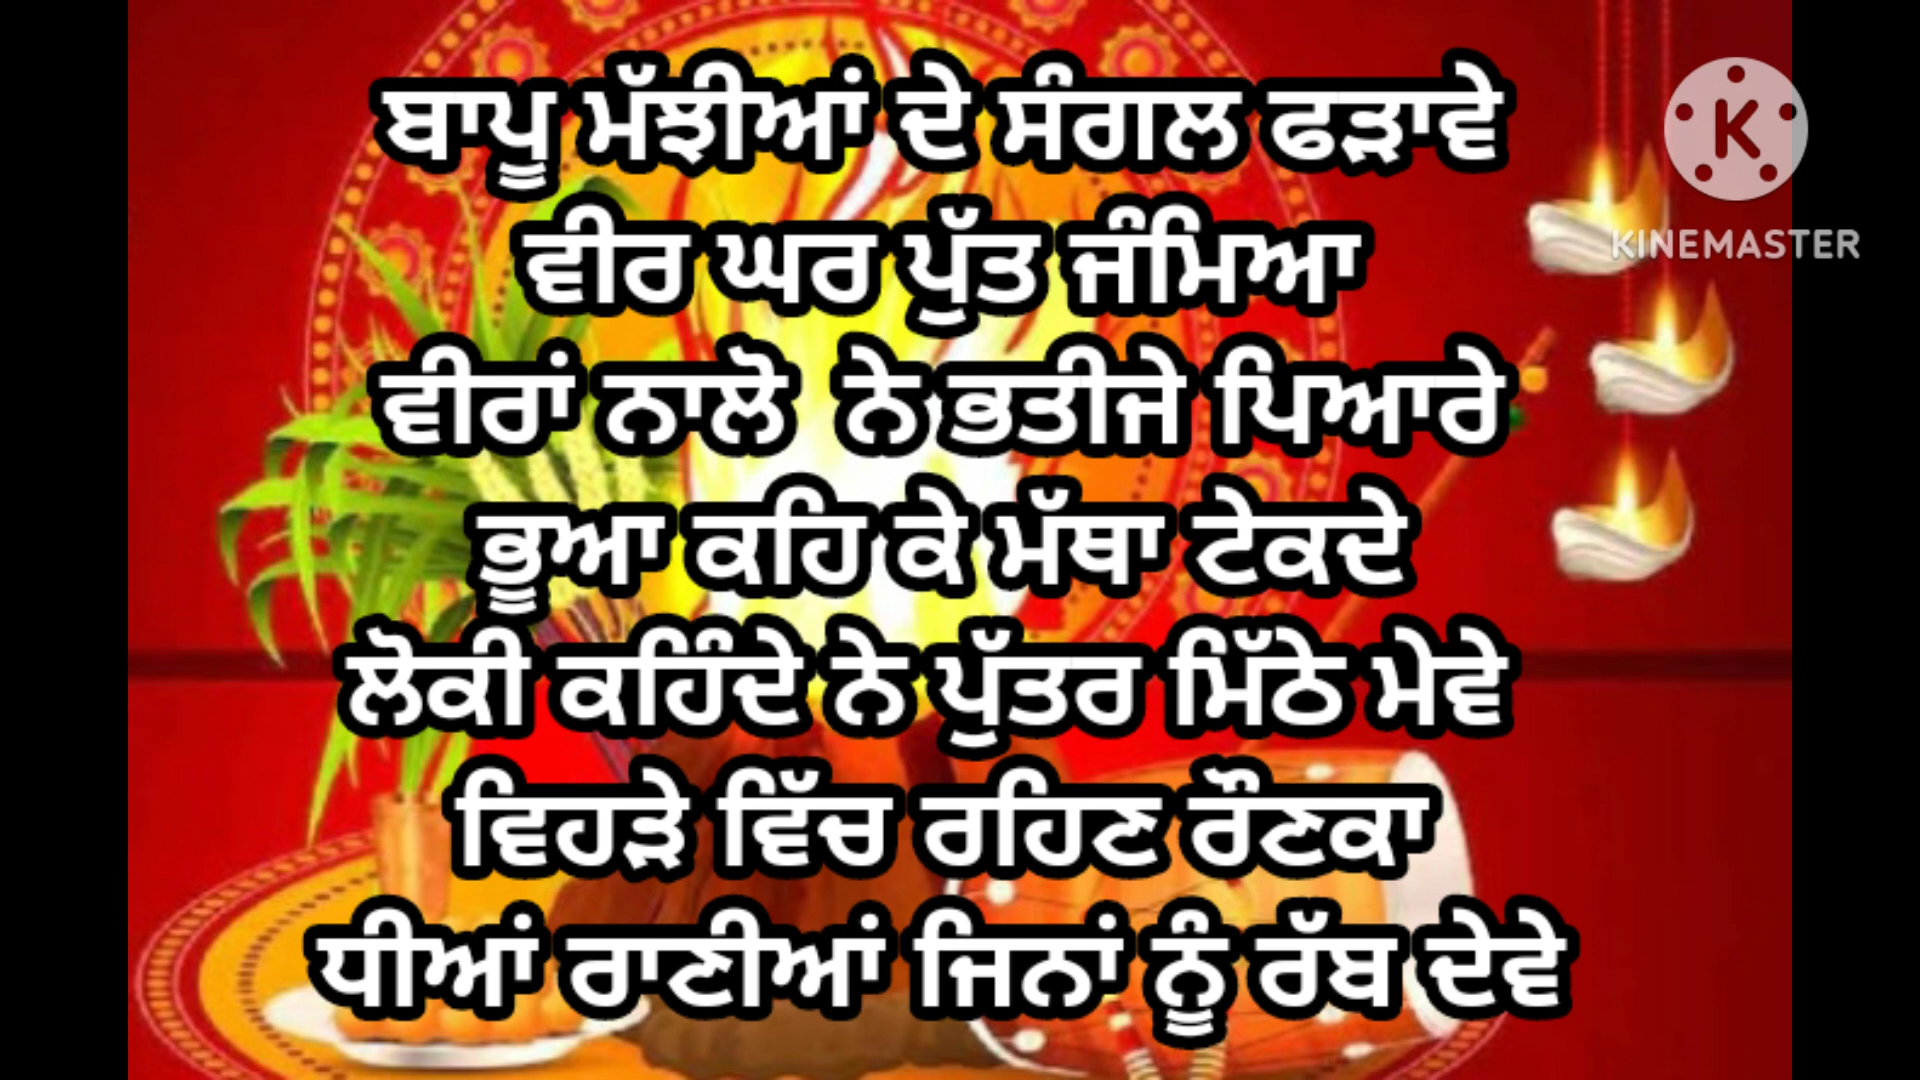 ਬਾਪੂ ਮੱਝੀਆਂ ਦੇ ਸੰਗਲ ਫੜਾਵੇ
ਵੀਰ ਘਰ ਪੁੱਤ ਜੰਮਿਆ
ਵੀਰਾਂ ਨਾਲੋ ਨੇ ਭਤੀਜੇ ਪਿਆਰੇ
ਭੂਆ ਕਹਿ ਕੇ ਮੱਥਾ ਟੇਕਦੇ
ਲੋਕੀ ਕਹਿੰਦੇ ਨੇ ਪੁੱਤਰ ਮਿੱਠੇ ਮੇਵੇ
ਵਿਹੜੇ ਵਿੱਚ ਰਹਿਣ ਰੌਣਕਾ
ਧੀਆਂ ਰਾਣੀਆਂ ਜਿਨਾਂ ਨੂੰ ਰੱਬ ਦੇਵੇ
K
KINEMASTER